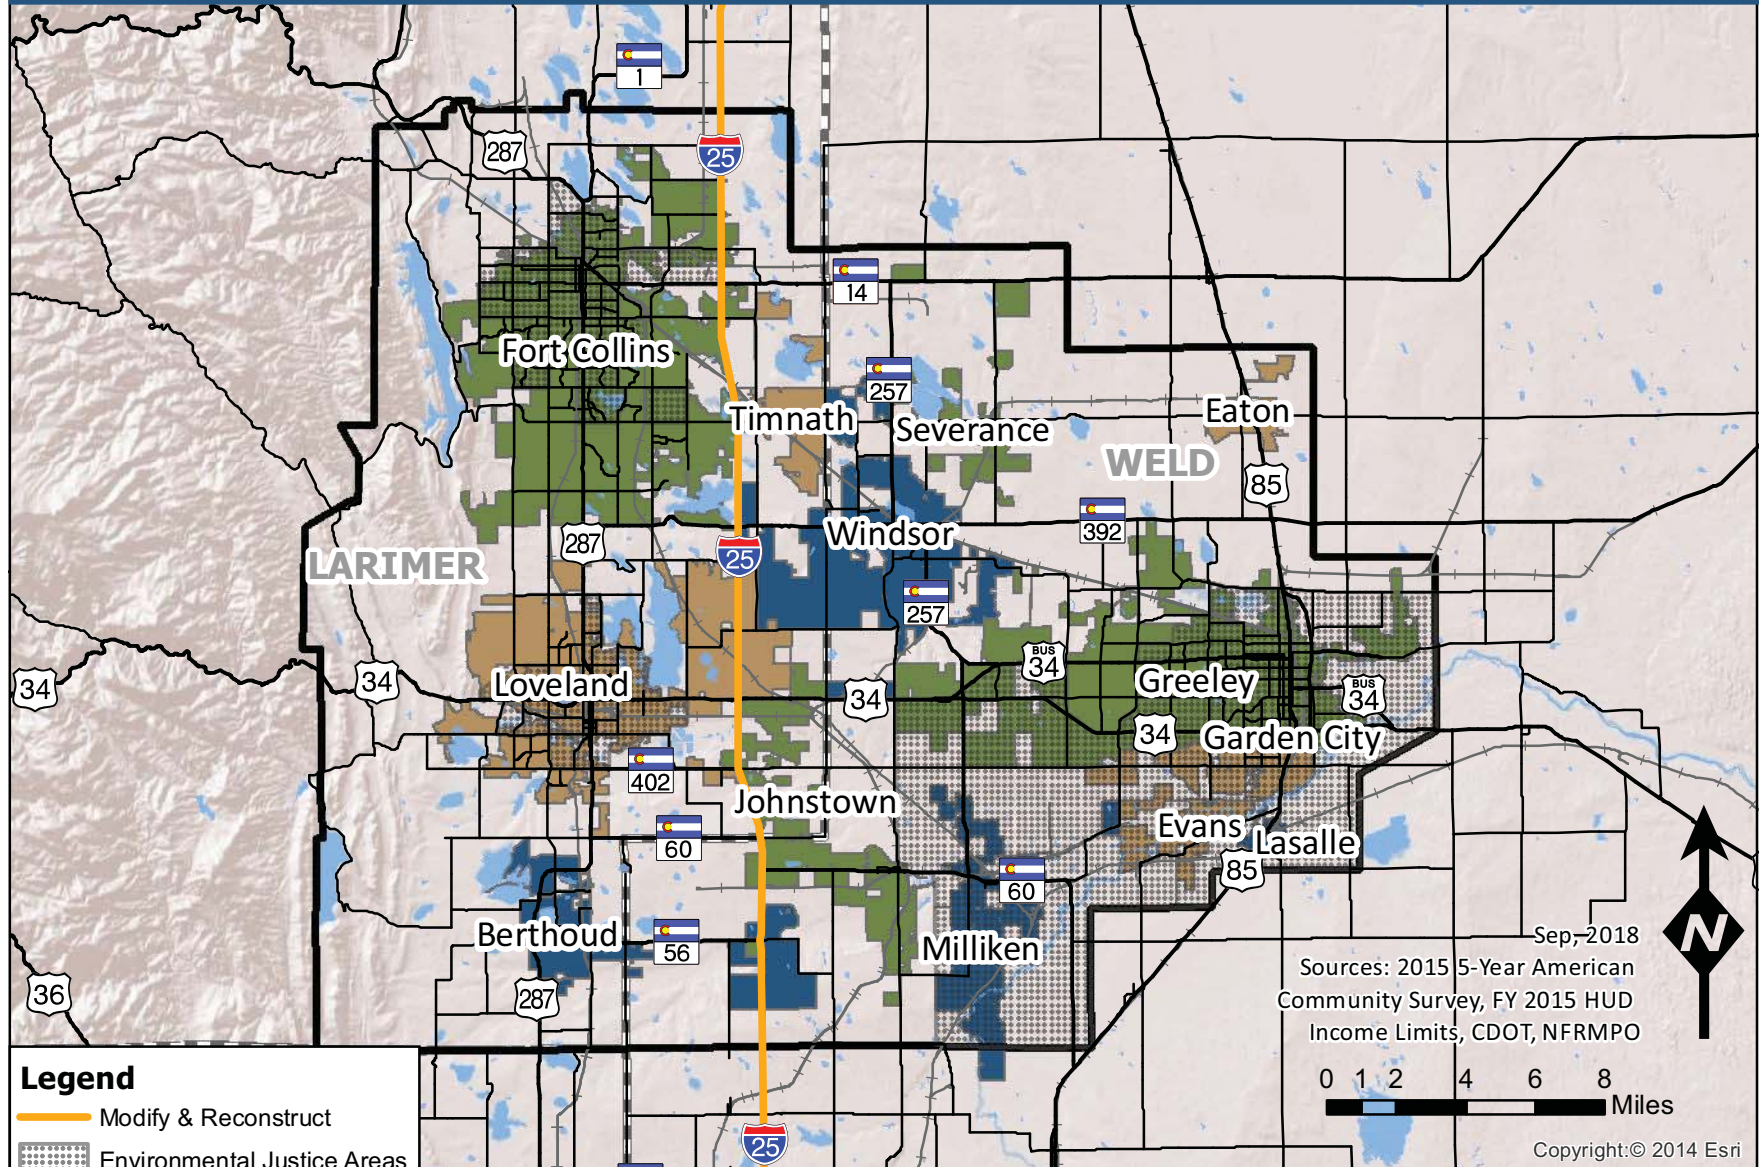 1
287
25
14
Fort Collins
257
Timnath
Severance
Eaton
WELD
85
392
Windsor
287
25
LARIMER
257
BUS
34
34
34
Loveland
34
Greeley
BUS
34
34
Garden City
402
Johnstown
60
Evans
Lasalle
85
60
Berthoud
56
Milliken
36
287
Sep, 2018
Sources: 2015 5-Year American
Community Survey, FY 2015 HUD
Income Limits, CDOT, NFRMPO
N
Legend
Modify & Reconstruct
Environmental Justice Areas
25
0 1 2 4 6 8
Miles
Copyright:© 2014 Esri